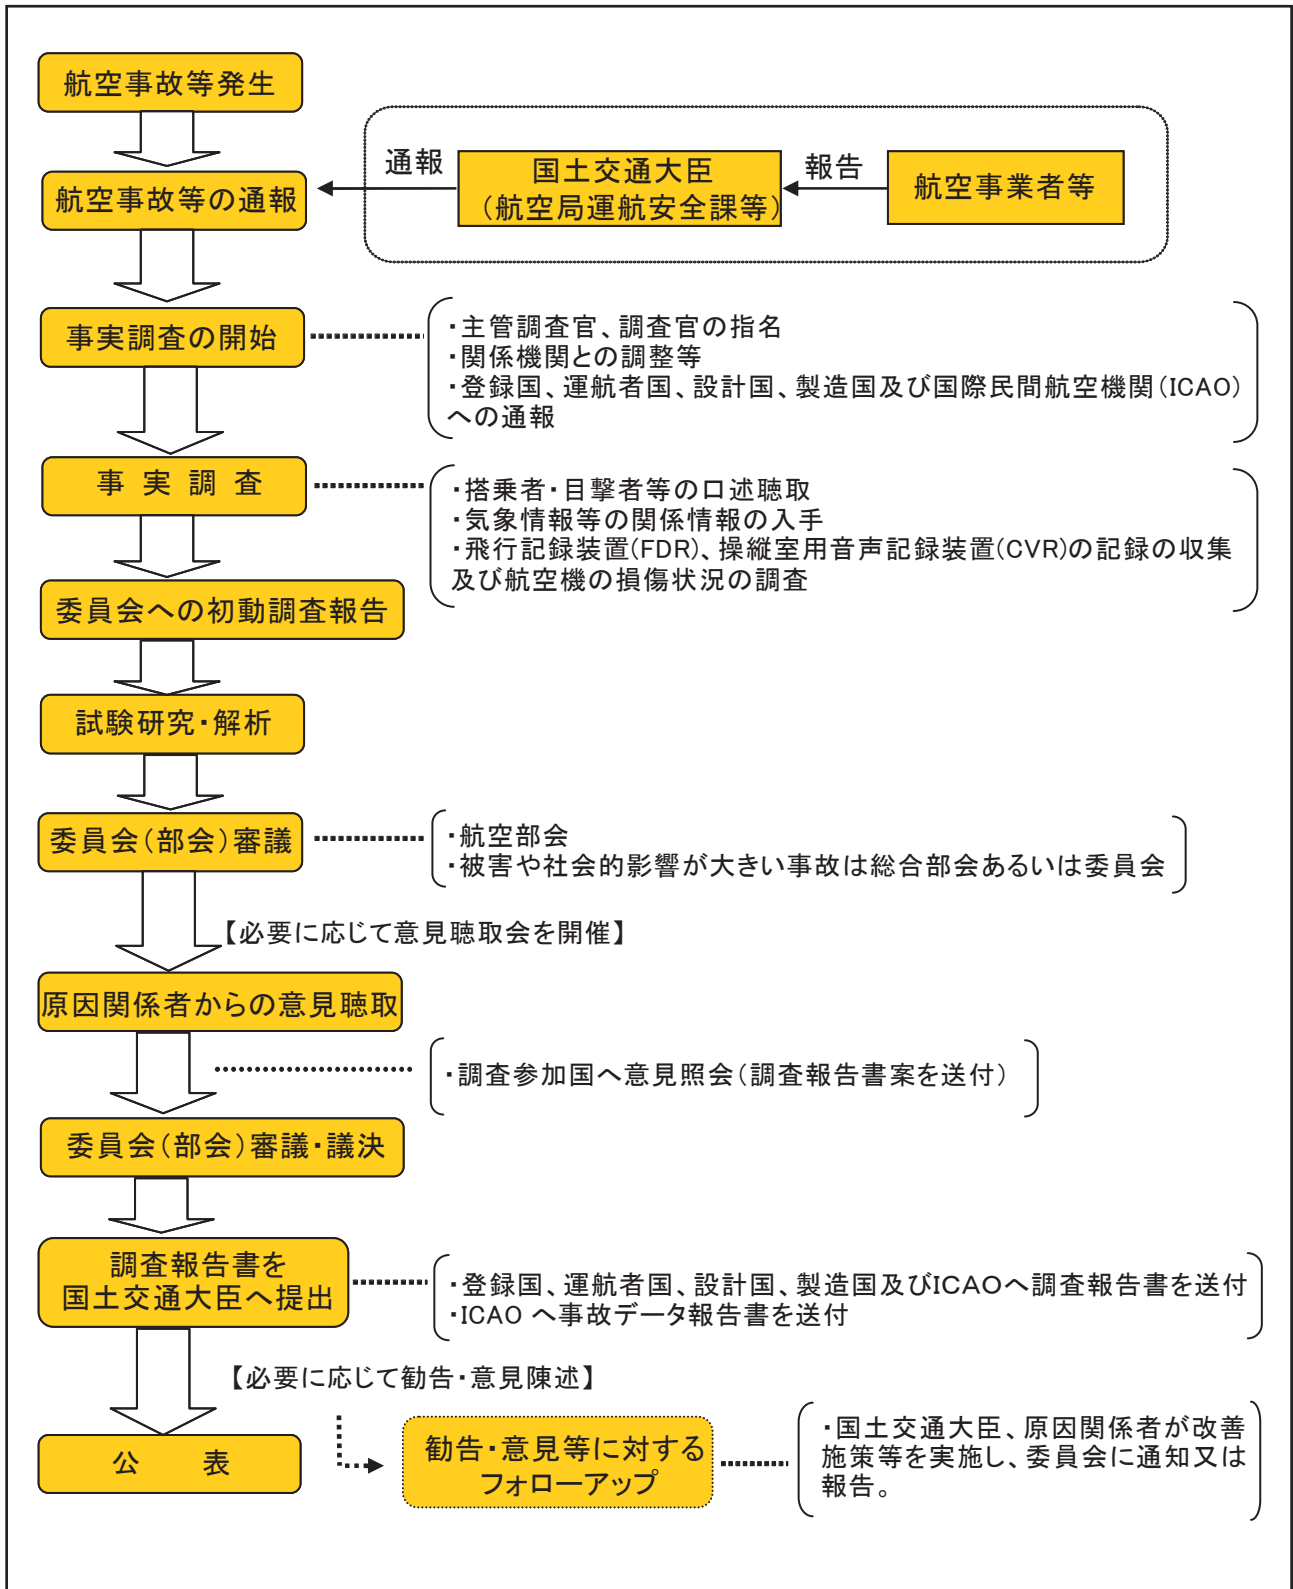 航空事故等発生
通報
国土交通大臣
（航空局運航安全課等）
報告
航空事業者等
航空事故等の通報
事実調査の開始
・主管調査官、調査官の指名
・関係機関との調整等
・登録国、運航者国、設計国、製造国及び国際民間航空機関（ICAO）
への通報
事 実 調 査
・搭乗者・目撃者等の口述聴取
・気象情報等の関係情報の入手
・飛行記録装置(FDR)、操縦室用音声記録装置(CVR)の記録の収集
及び航空機の損傷状況の調査
委員会への初動調査報告
試験研究・解析
委員会（部会）審議
・航空部会
・被害や社会的影響が大きい事故は総合部会あるいは委員会
【必要に応じて意見聴取会を開催】
原因関係者からの意見聴取
・調査参加国へ意見照会（調査報告書案を送付）
委員会（部会）審議・議決
調査報告書を
国土交通大臣へ提出
・登録国、運航者国、設計国、製造国及びICAOへ調査報告書を送付
・ICAO へ事故データ報告書を送付
【必要に応じて勧告・意見陳述】
公 表
勧告・意見等に対する
フォローアップ
・国土交通大臣、原因関係者が改善
施策等を実施し、委員会に通知又は
報告。